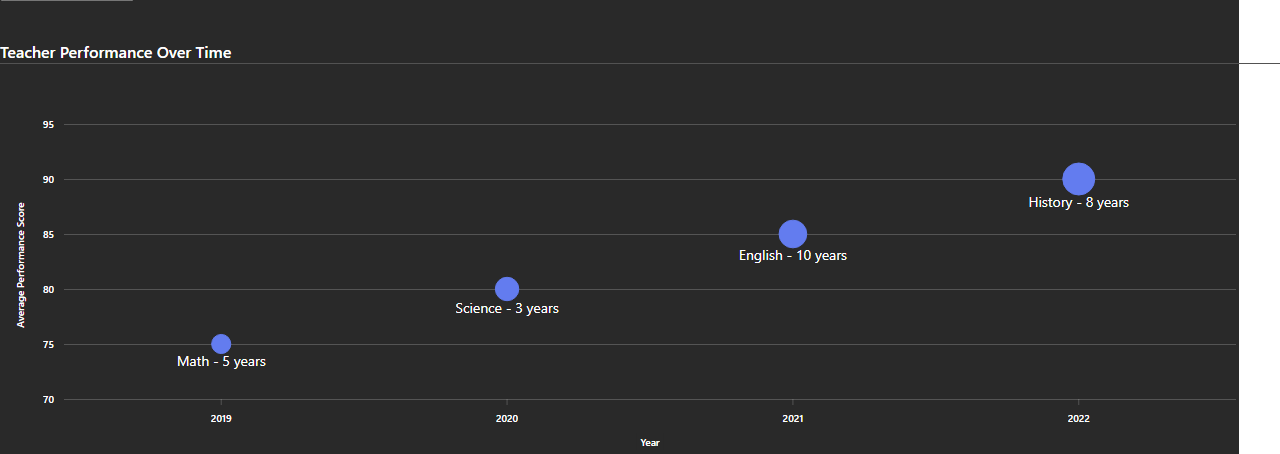 Teacher Performance Over Time
95
90
85
80
75
70
Average Performance Score
History - 8 years
English - 10 years
Science - 3 years
Math - 5 years
2019
2020
2021
2022
Year